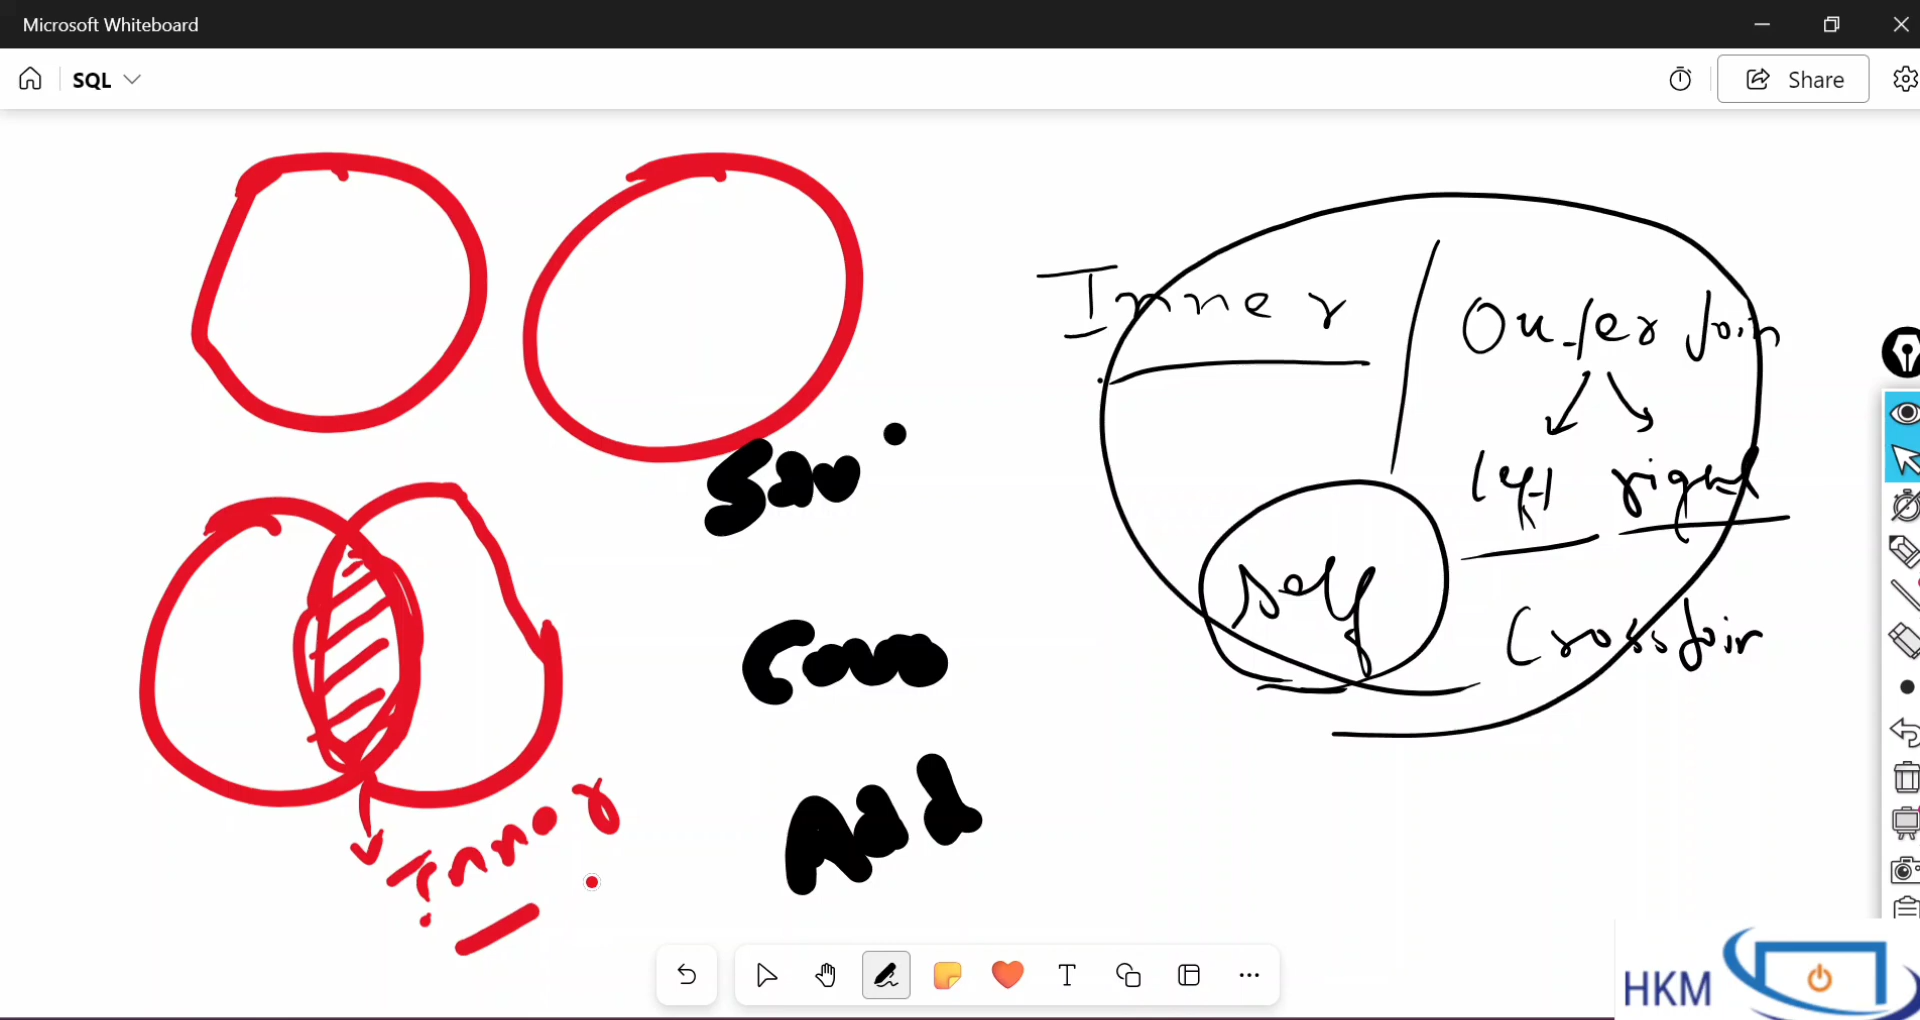 Microsoft Whiteboard
SQL
Share
Inner
Outer Join
left right
self
Cross Join
Inner
HKM